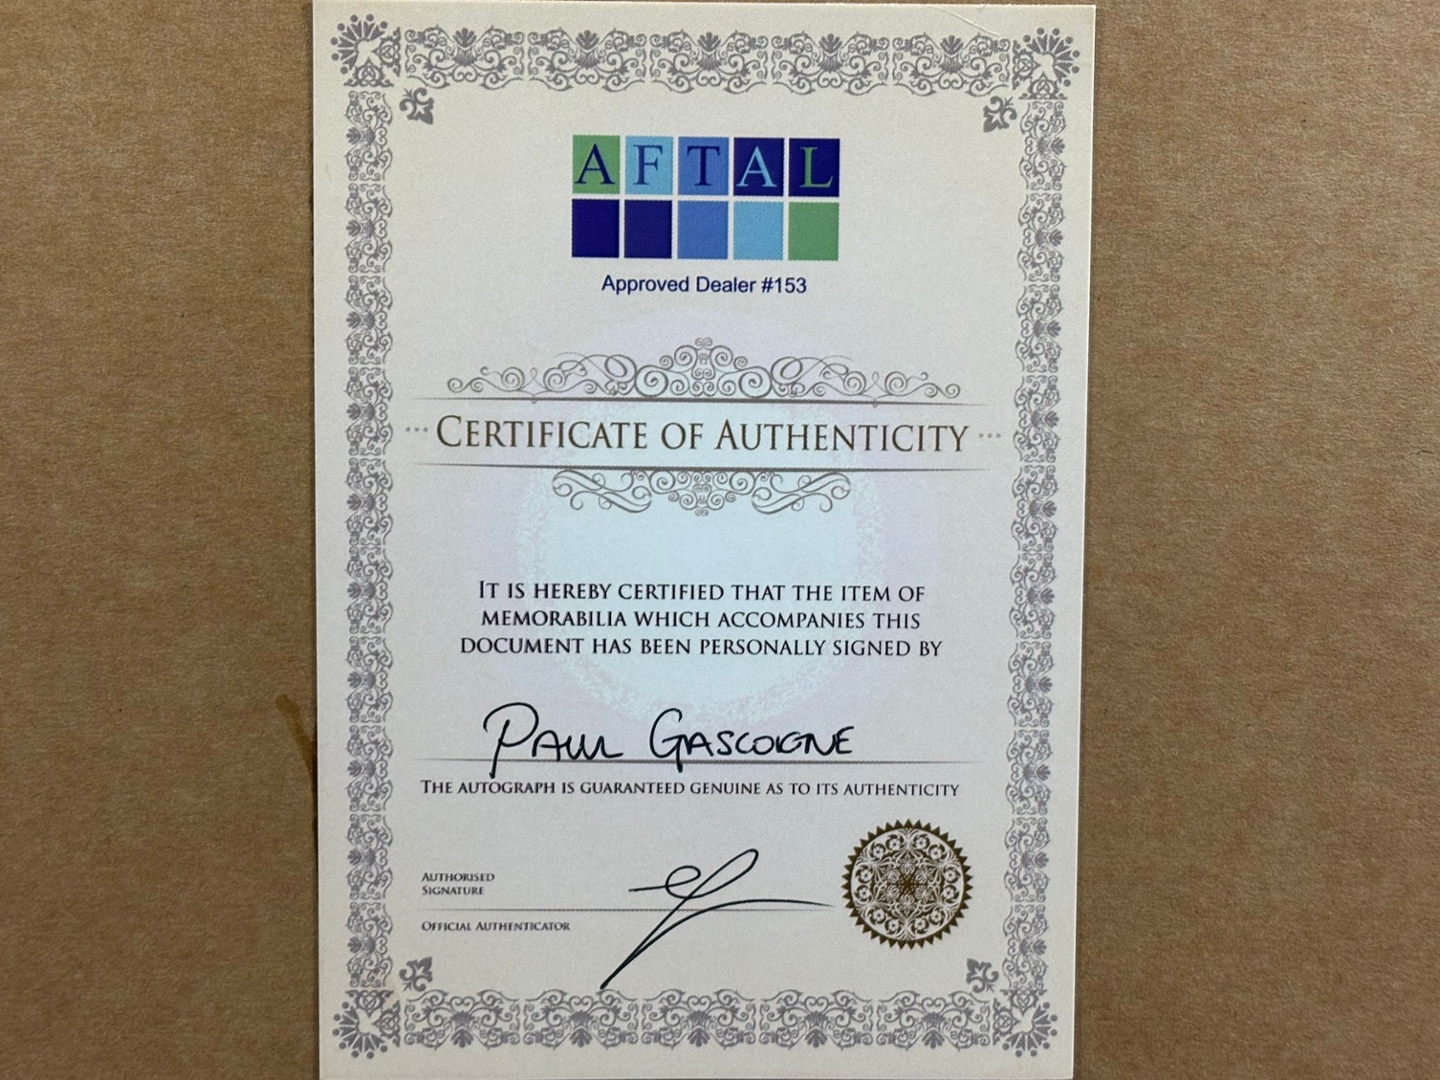 AFTAL
Approved Dealer #153
CERTIFICATE OF AUTHENTICITY
IT IS HEREBY CERTIFIED THAT THE ITEM OF
MEMORABILIA WHICH ACCOMPANIES THIS
DOCUMENT HAS BEEN PERSONALLY SIGNED BY
PAUL GASCOIGNE
THE AUTOGRAPH IS GUARANTEED GENUINE AS TO ITS AUTHENTICITY
AUTHORISED
SIGNATURE
OFFICIAL AUTHENTICATOR